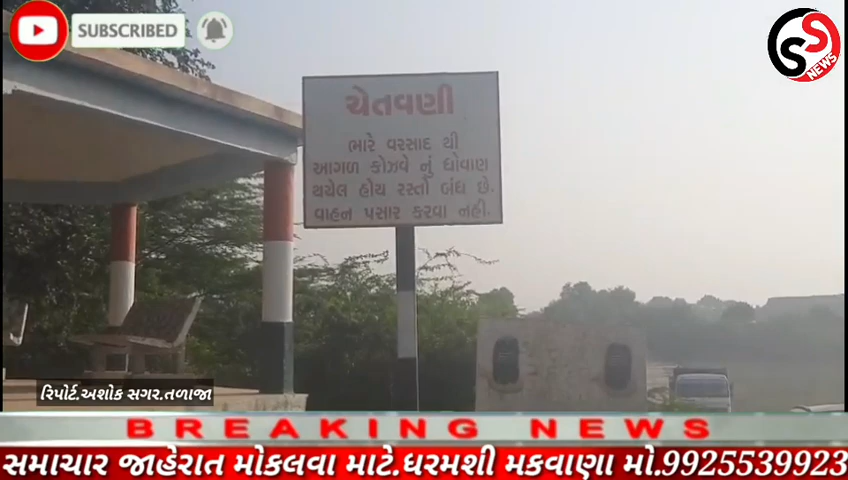 SUBSCRIBED
SS
NEWS
ચેતવણી
ભારે વરસાદ થી
આગળ કોઝવે નું ધોવાણ
થયેલ હોય રસ્તો બંધ છે.
વાહન પસાર કરવા નહી.
રિપોર્ટ.અશોક સગર.તળાજા
BREAKING NEWS
સમાચાર જાહેરાત મોકલવા માટે.ધરમશી મકવાણા મો.9925539923